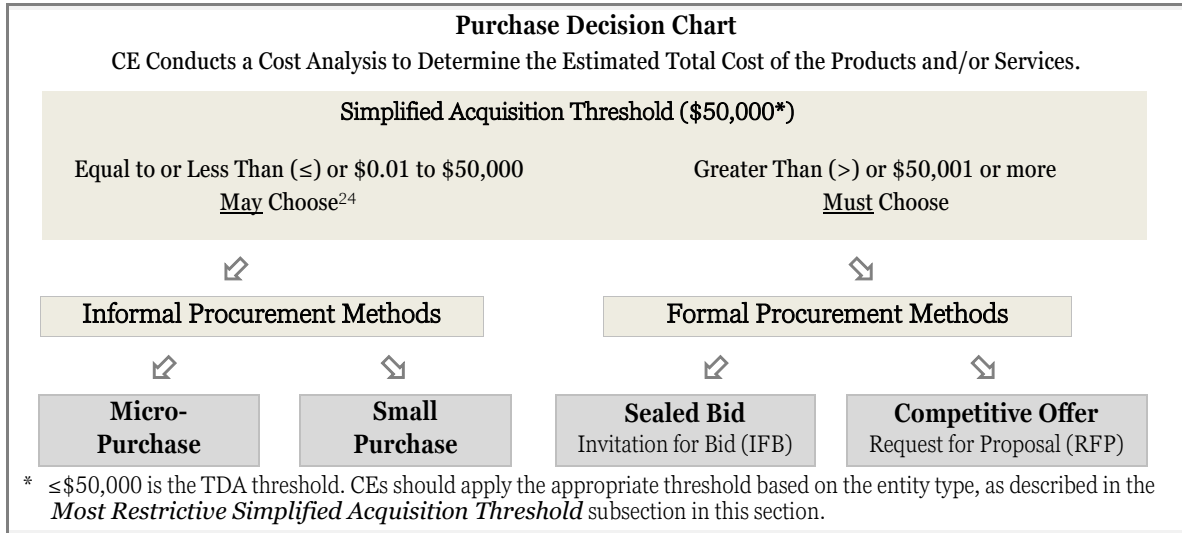 Purchase Decision Chart
CE Conducts a Cost Analysis to Determine the Estimated Total Cost of the Products and/or Services.
Simplified Acquisition Threshold ($50,000*)
Equal to or Less Than (≤) or $0.01 to $50,000
May Choose24
Greater Than (>) or $50,001 or more
Must Choose
Informal Procurement Methods
Formal Procurement Methods
Micro-
Purchase
Small
Purchase
Sealed Bid
Invitation for Bid (IFB)
Competitive Offer
Request for Proposal (RFP)
* ≤$50,000 is the TDA threshold. CEs should apply the appropriate threshold based on the entity type, as described in the
Most Restrictive Simplified Acquisition Threshold subsection in this section.